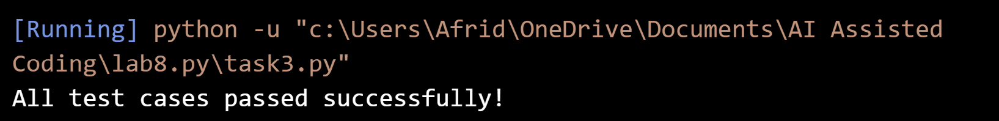 [Running] python -u "c:\Users\Afrid\OneDrive\Documents\AI Assisted
Coding\lab8.py\task3.py"
All test cases passed successfully!